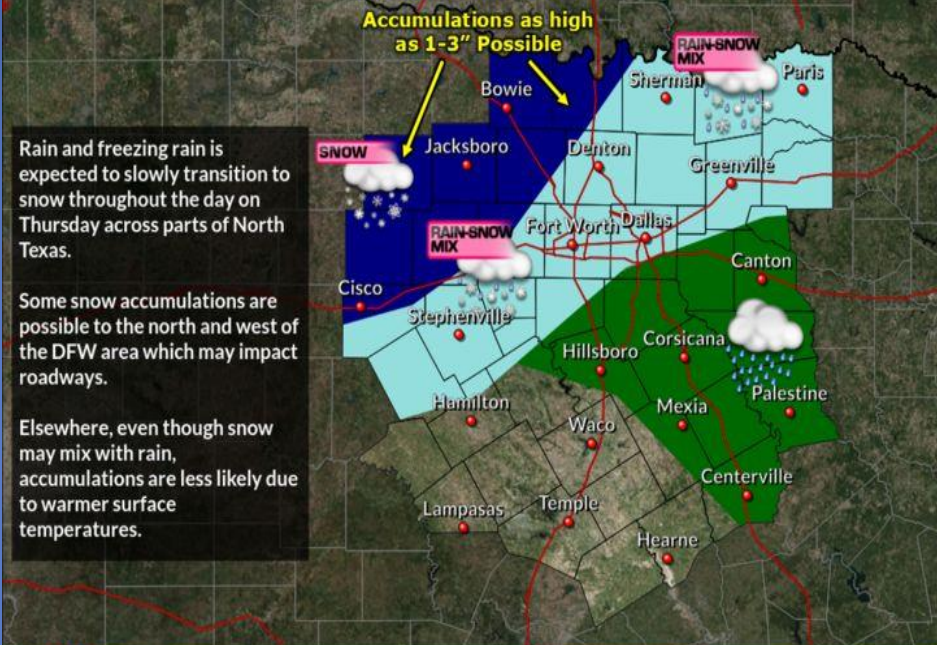 Accumulations as high
as 1-3” Possible
RAIN-SNOW
MIX
Sherman
Paris
Bowie
Rain and freezing rain is
expected to slowly transition to
snow throughout the day on
Thursday across parts of North
Texas.
Some snow accumulations are
possible to the north and west of
the DFW area which may impact
roadways.
Elsewhere, even though snow
may mix with rain,
accumulations are less likely due
to warmer surface
temperatures.
SNOW
Jacksboro
Denton
Greenville
RAIN-SNOW
MIX
Fort Worth
Dallas
Canton
Cisco
Stephenville
Hillsboro
Corsicana
Palestine
Hamilton
Mexia
Waco
Centerville
Lampasas
Temple
Hearne